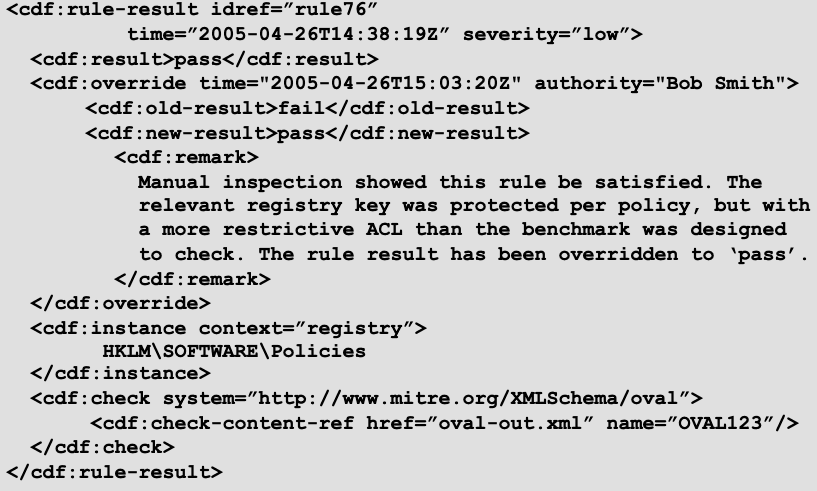 <cdf:rule-result idref=”rule76”
time=”2005-04-26T14:38:19Z” severity=”low”>
<cdf:result>pass</cdf:result>
<cdf:override time="2005-04-26T15:03:20Z" authority="Bob Smith">
<cdf:old-result>fail</cdf:old-result>
<cdf:new-result>pass</cdf:new-result>
<cdf:remark>
Manual inspection showed this rule be satisfied. The
relevant registry key was protected per policy, but with
a more restrictive ACL than the benchmark was designed
to check. The rule result has been overridden to ‘pass’.
</cdf:remark>
</cdf:override>
<cdf:instance context=”registry”>
HKLM\SOFTWARE\Policies
</cdf:instance>
<cdf:check system=”http://www.mitre.org/XMLSchema/oval”>
<cdf:check-content-ref href=”oval-out.xml” name=”OVAL123”/>
</cdf:check>
</cdf:rule-result>